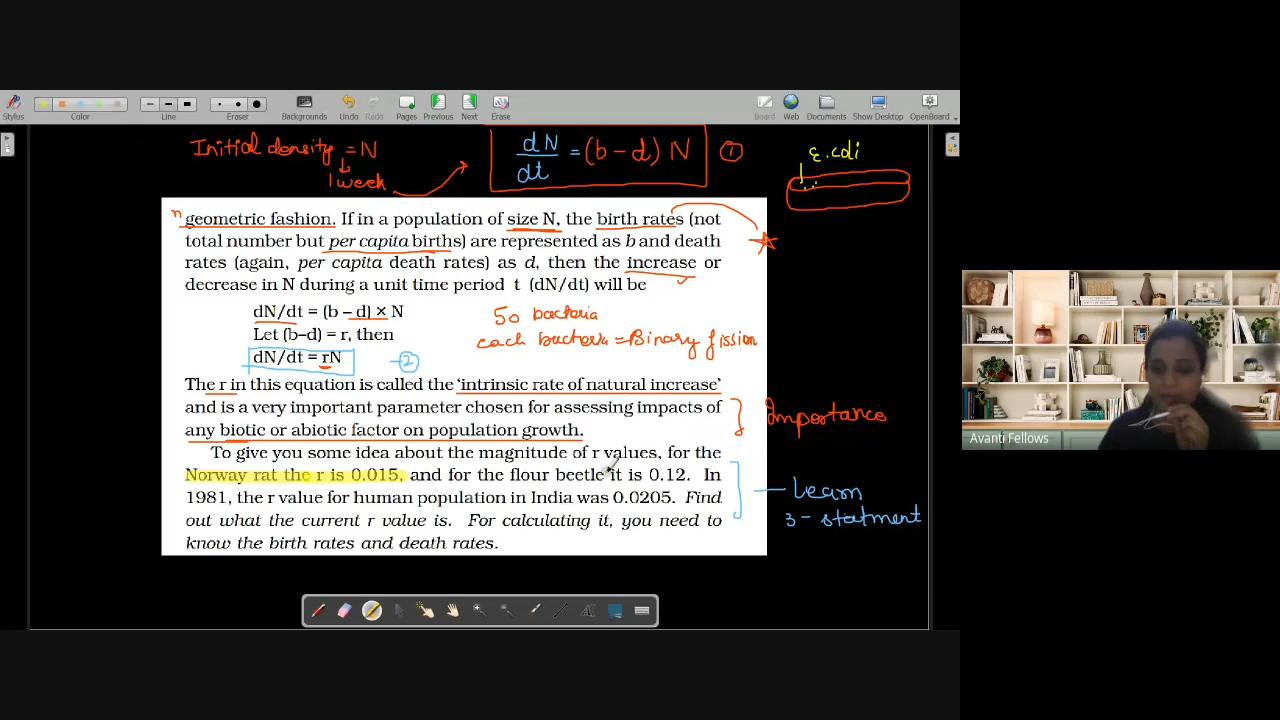 Stylus
Color
Line
Eraser
Backgrounds
Undo
Redo
Pages
Previous
Next
Erase
Board
Web
Documents
Show Desktop
OpenBoard
Initial density = N
1 week
dN/dt = (b - d) N ①
E. coli
n geometric fashion. If in a population of size N, the birth rates (not
total number but per capita births) are represented as b and death
rates (again, per capita death rates) as d, then the increase or
decrease in N during a unit time period t (dN/dt) will be
dN/dt = (b – d) × N
50 bacteria
Let (b–d) = r, then
each bacteria = Binary fission
dN/dt = rN
②
The r in this equation is called the 'intrinsic rate of natural increase'
and is a very important parameter chosen for assessing impacts of
Importance
any biotic or abiotic factor on population growth.
To give you some idea about the magnitude of r values, for the
Norway rat the r is 0.015, and for the flour beetle it is 0.12. In
Learn
1981, the r value for human population in India was 0.0205. Find
3 - statment
out what the current r value is. For calculating it, you need to
know the birth rates and death rates.
Avanti Fellows